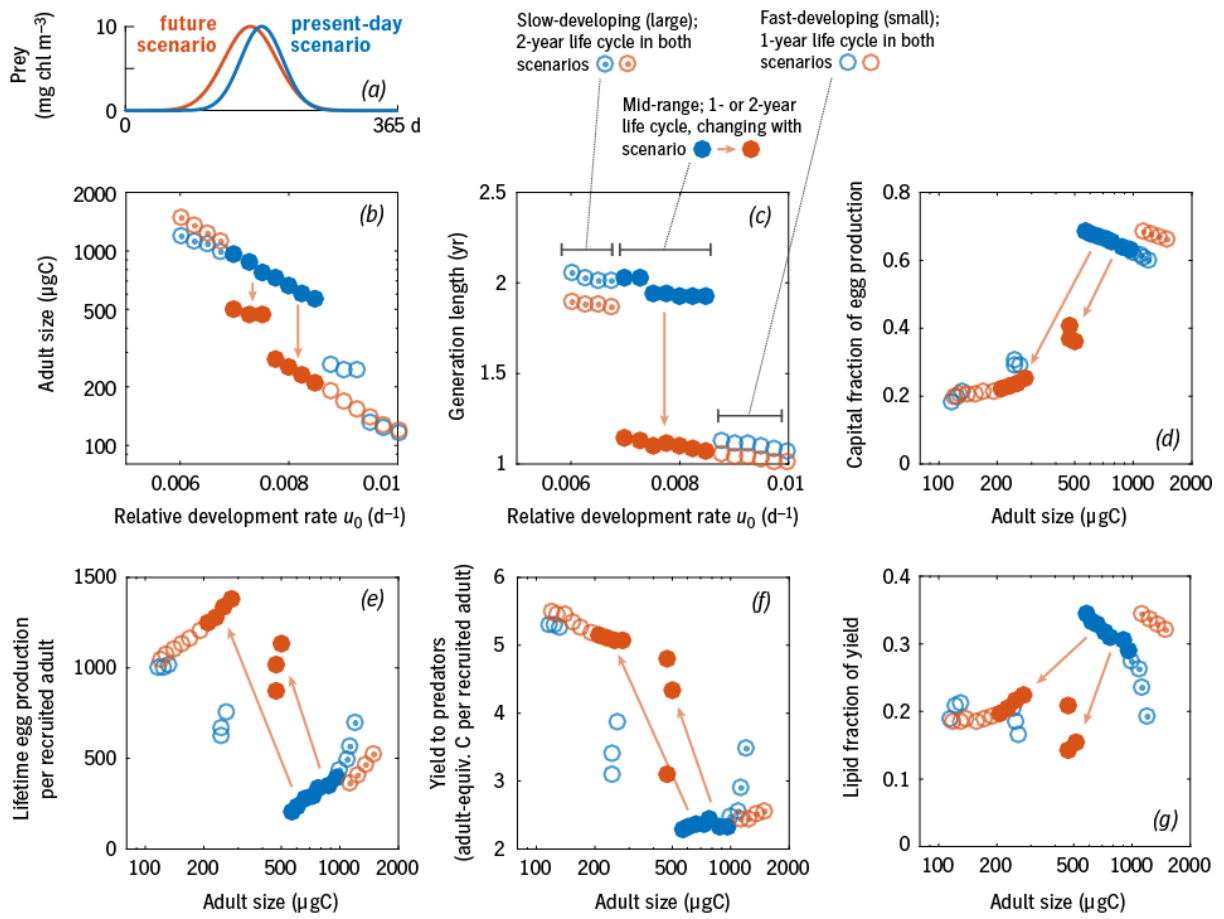 future
scenario
present-day
scenario
(a)
Prey
(mg chl m⁻³)
10
0
0
365 d
Slow-developing (large);
2-year life cycle in both
scenarios
Fast-developing (small);
1-year life cycle in both
scenarios
Mid-range; 1- or 2-year
life cycle, changing with
scenario
(b)
Adult size (µgC)
2000
1000
500
200
100
0.006
0.008
0.01
Relative development rate u₀ (d⁻¹)
(c)
Generation length (yr)
2.5
2
1.5
1
0.006
0.008
0.01
Relative development rate u₀ (d⁻¹)
(d)
Capital fraction of egg production
0.8
0.6
0.4
0.2
0
100
200
500
1000
2000
Adult size (µgC)
(e)
Lifetime egg production
per recruited adult
1500
1000
500
0
100
200
500
1000
2000
Adult size (µgC)
(f)
Yield to predators
(adult-equiv. C per recruited adult)
6
5
4
3
2
100
200
500
1000
2000
Adult size (µgC)
(g)
Lipid fraction of yield
0.4
0.3
0.2
0.1
0
100
200
500
1000
2000
Adult size (µgC)